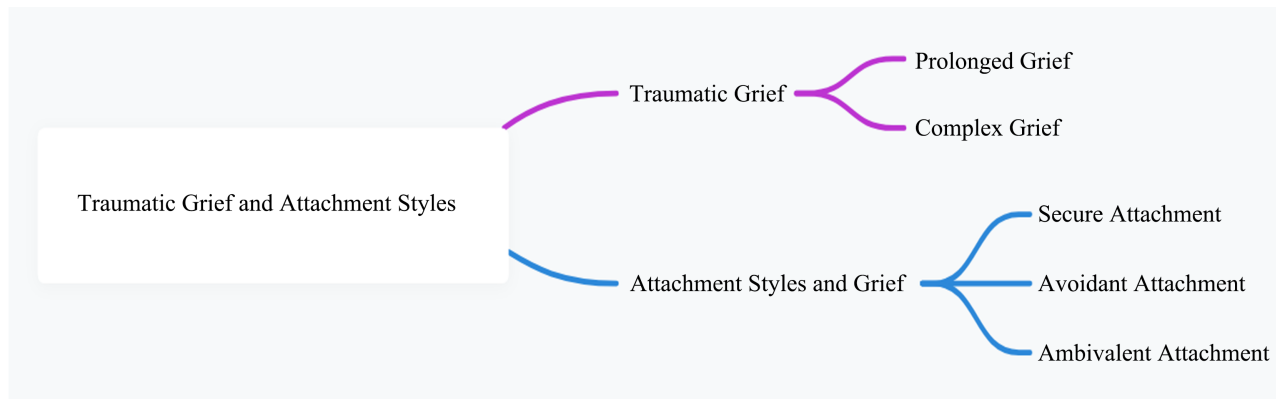 Traumatic Grief and Attachment Styles
Traumatic Grief
Prolonged Grief
Complex Grief
Attachment Styles and Grief
Secure Attachment
Avoidant Attachment
Ambivalent Attachment